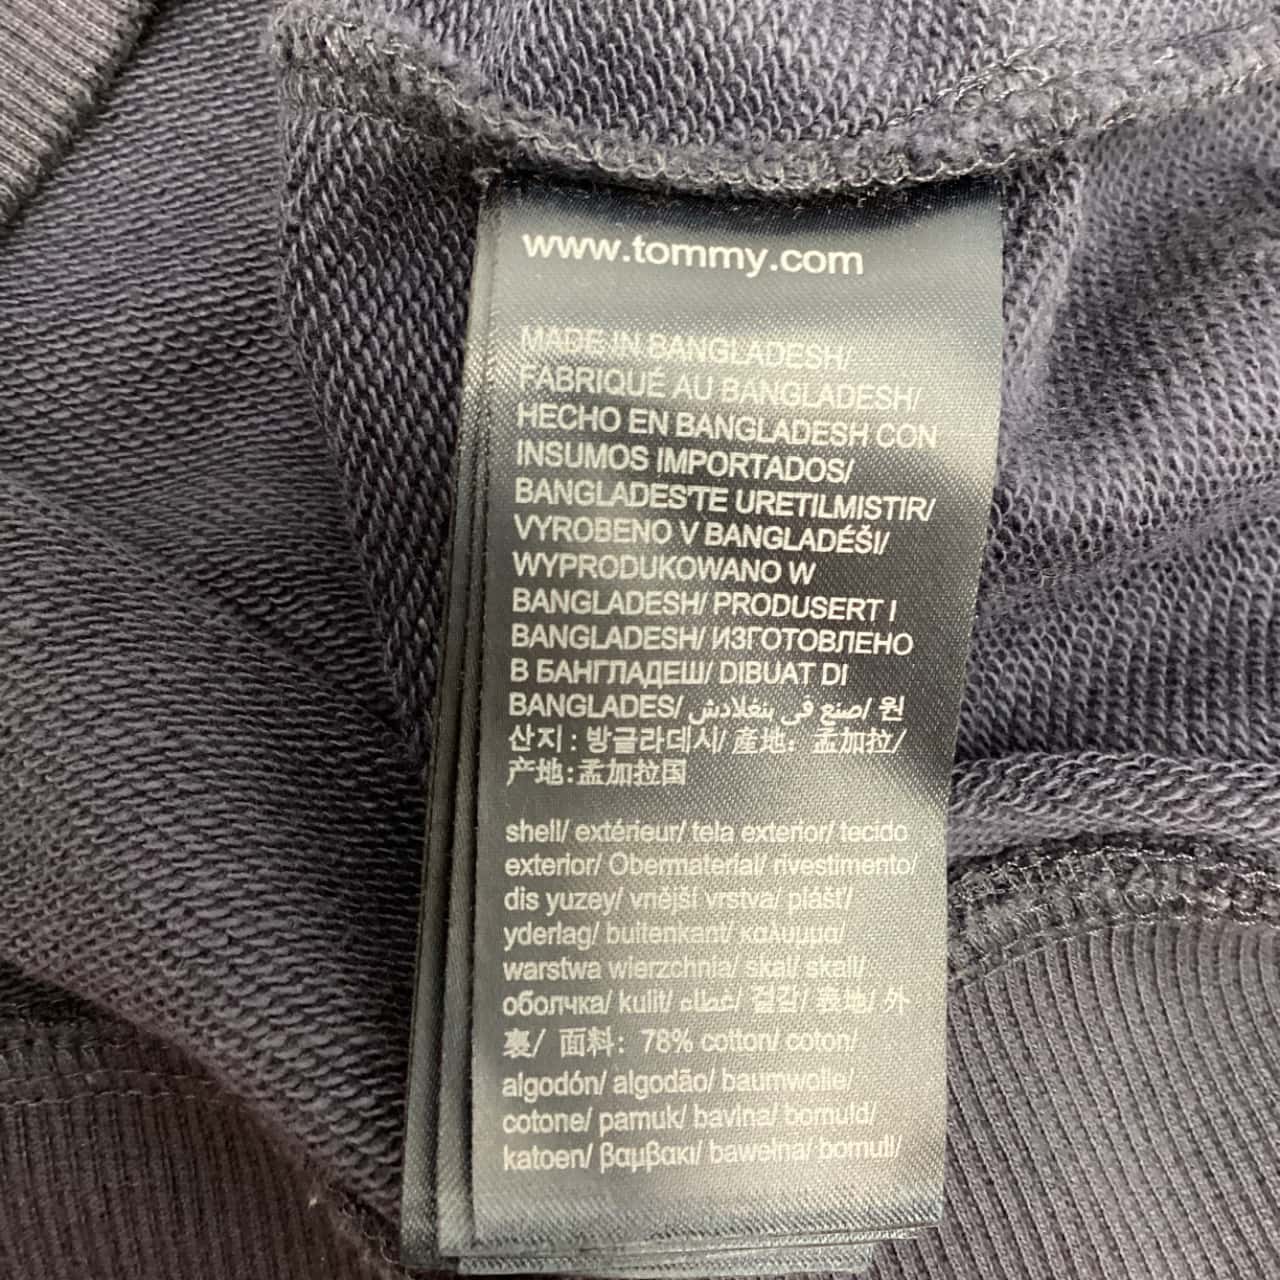 www.tommy.com
MADE IN BANGLADESH/
FABRIQUÉ AU BANGLADESH/
HECHO EN BANGLADESH CON
INSUMOS IMPORTADOS/
BANGLADES'TE URETILMISTIR/
VYROBENO V BANGLADÉŠI/
WYPRODUKOWANO W
BANGLADESH/ PRODUSERT I
BANGLADESH/ ИЗГОТОВЛЕНО
В БАНГЛАДЕШ/ DIBUAT DI
BANGLADES/ صنع في بنغلادش/ 원
산지 : 방글라데시/ 産地: 孟加拉/
产地:孟加拉国
shell/ extérieur/ tela exterior/ tecido
exterior/ Obermaterial/ rivestimento/
dis yuzey/ vnější vrstva/ plášť/
yderlag/ buitenkant/ κάλυμμα/
warstwa wierzchnia/ skal/ skall/
оболчка/ kulit/ غطاء/ 겉감/ 表地/ 外
裏/ 面料: 78% cotton/ coton/
algodón/ algodão/ baumwolle/
cotone/ pamuk/ bavlna/ bomuld/
katoen/ βαμβακι/ bawełna/ bomull/